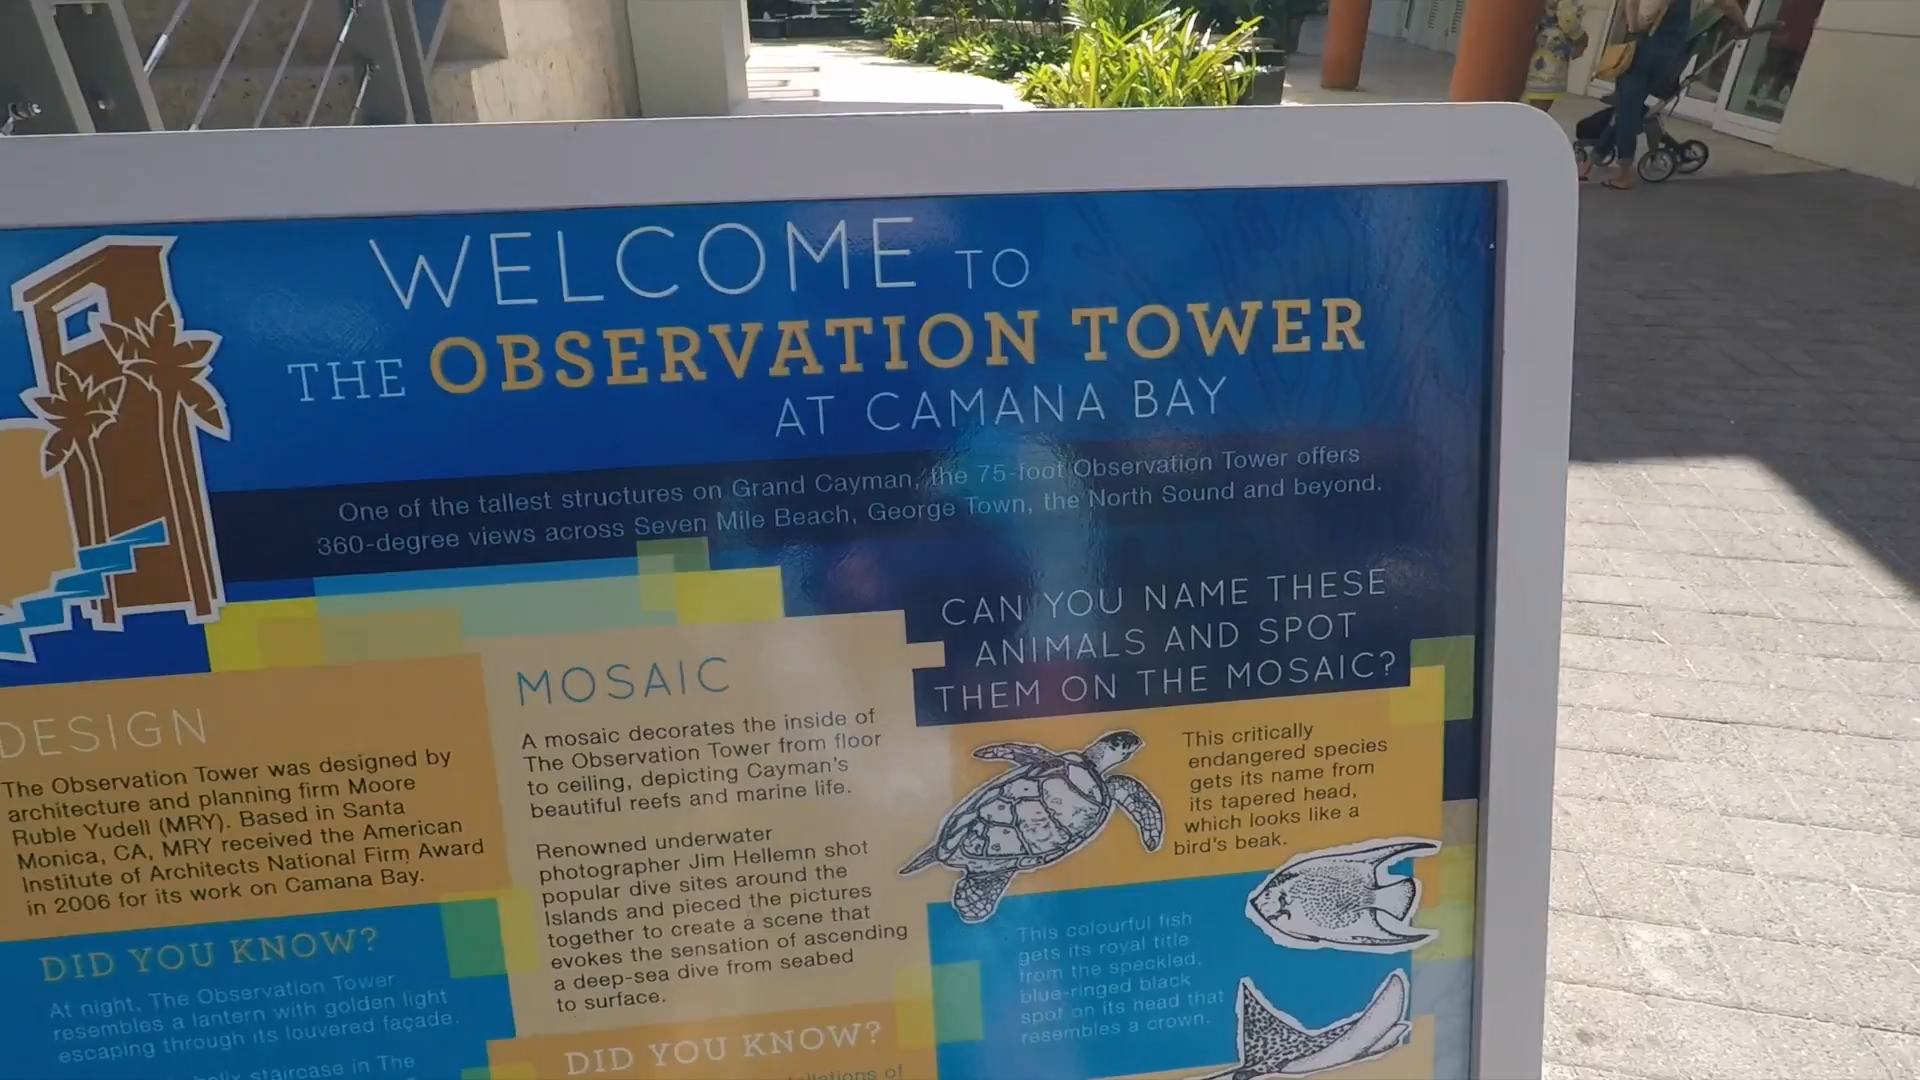 WELCOME TO
THE OBSERVATION TOWER
AT CAMANA BAY
One of the tallest structures on Grand Cayman, the 75-foot Observation Tower offers
360-degree views across Seven Mile Beach, George Town, the North Sound and beyond.
DESIGN
The Observation Tower was designed by
architecture and planning firm Moore
Ruble Yudell (MRY). Based in Santa
Monica, CA, MRY received the American
Institute of Architects National Firm Award
in 2006 for its work on Camana Bay.
DID YOU KNOW?
At night, The Observation Tower
resembles a lantern with golden light
escaping through its louvered façade.
staircase in The
MOSAIC
A mosaic decorates the inside of
The Observation Tower from floor
to ceiling, depicting Cayman's
beautiful reefs and marine life.
Renowned underwater
photographer Jim Hellemn shot
popular dive sites around the
Islands and pieced the pictures
together to create a scene that
evokes the sensation of ascending
a deep-sea dive from seabed
to surface.
DID YOU KNOW?
of
CAN YOU NAME THESE
ANIMALS AND SPOT
THEM ON THE MOSAIC?
This critically
endangered species
gets its name from
its tapered head,
which looks like a
bird's beak.
This colourful fish
gets its royal title
from the speckled,
blue-ringed black
spot on its head that
resembles a crown.